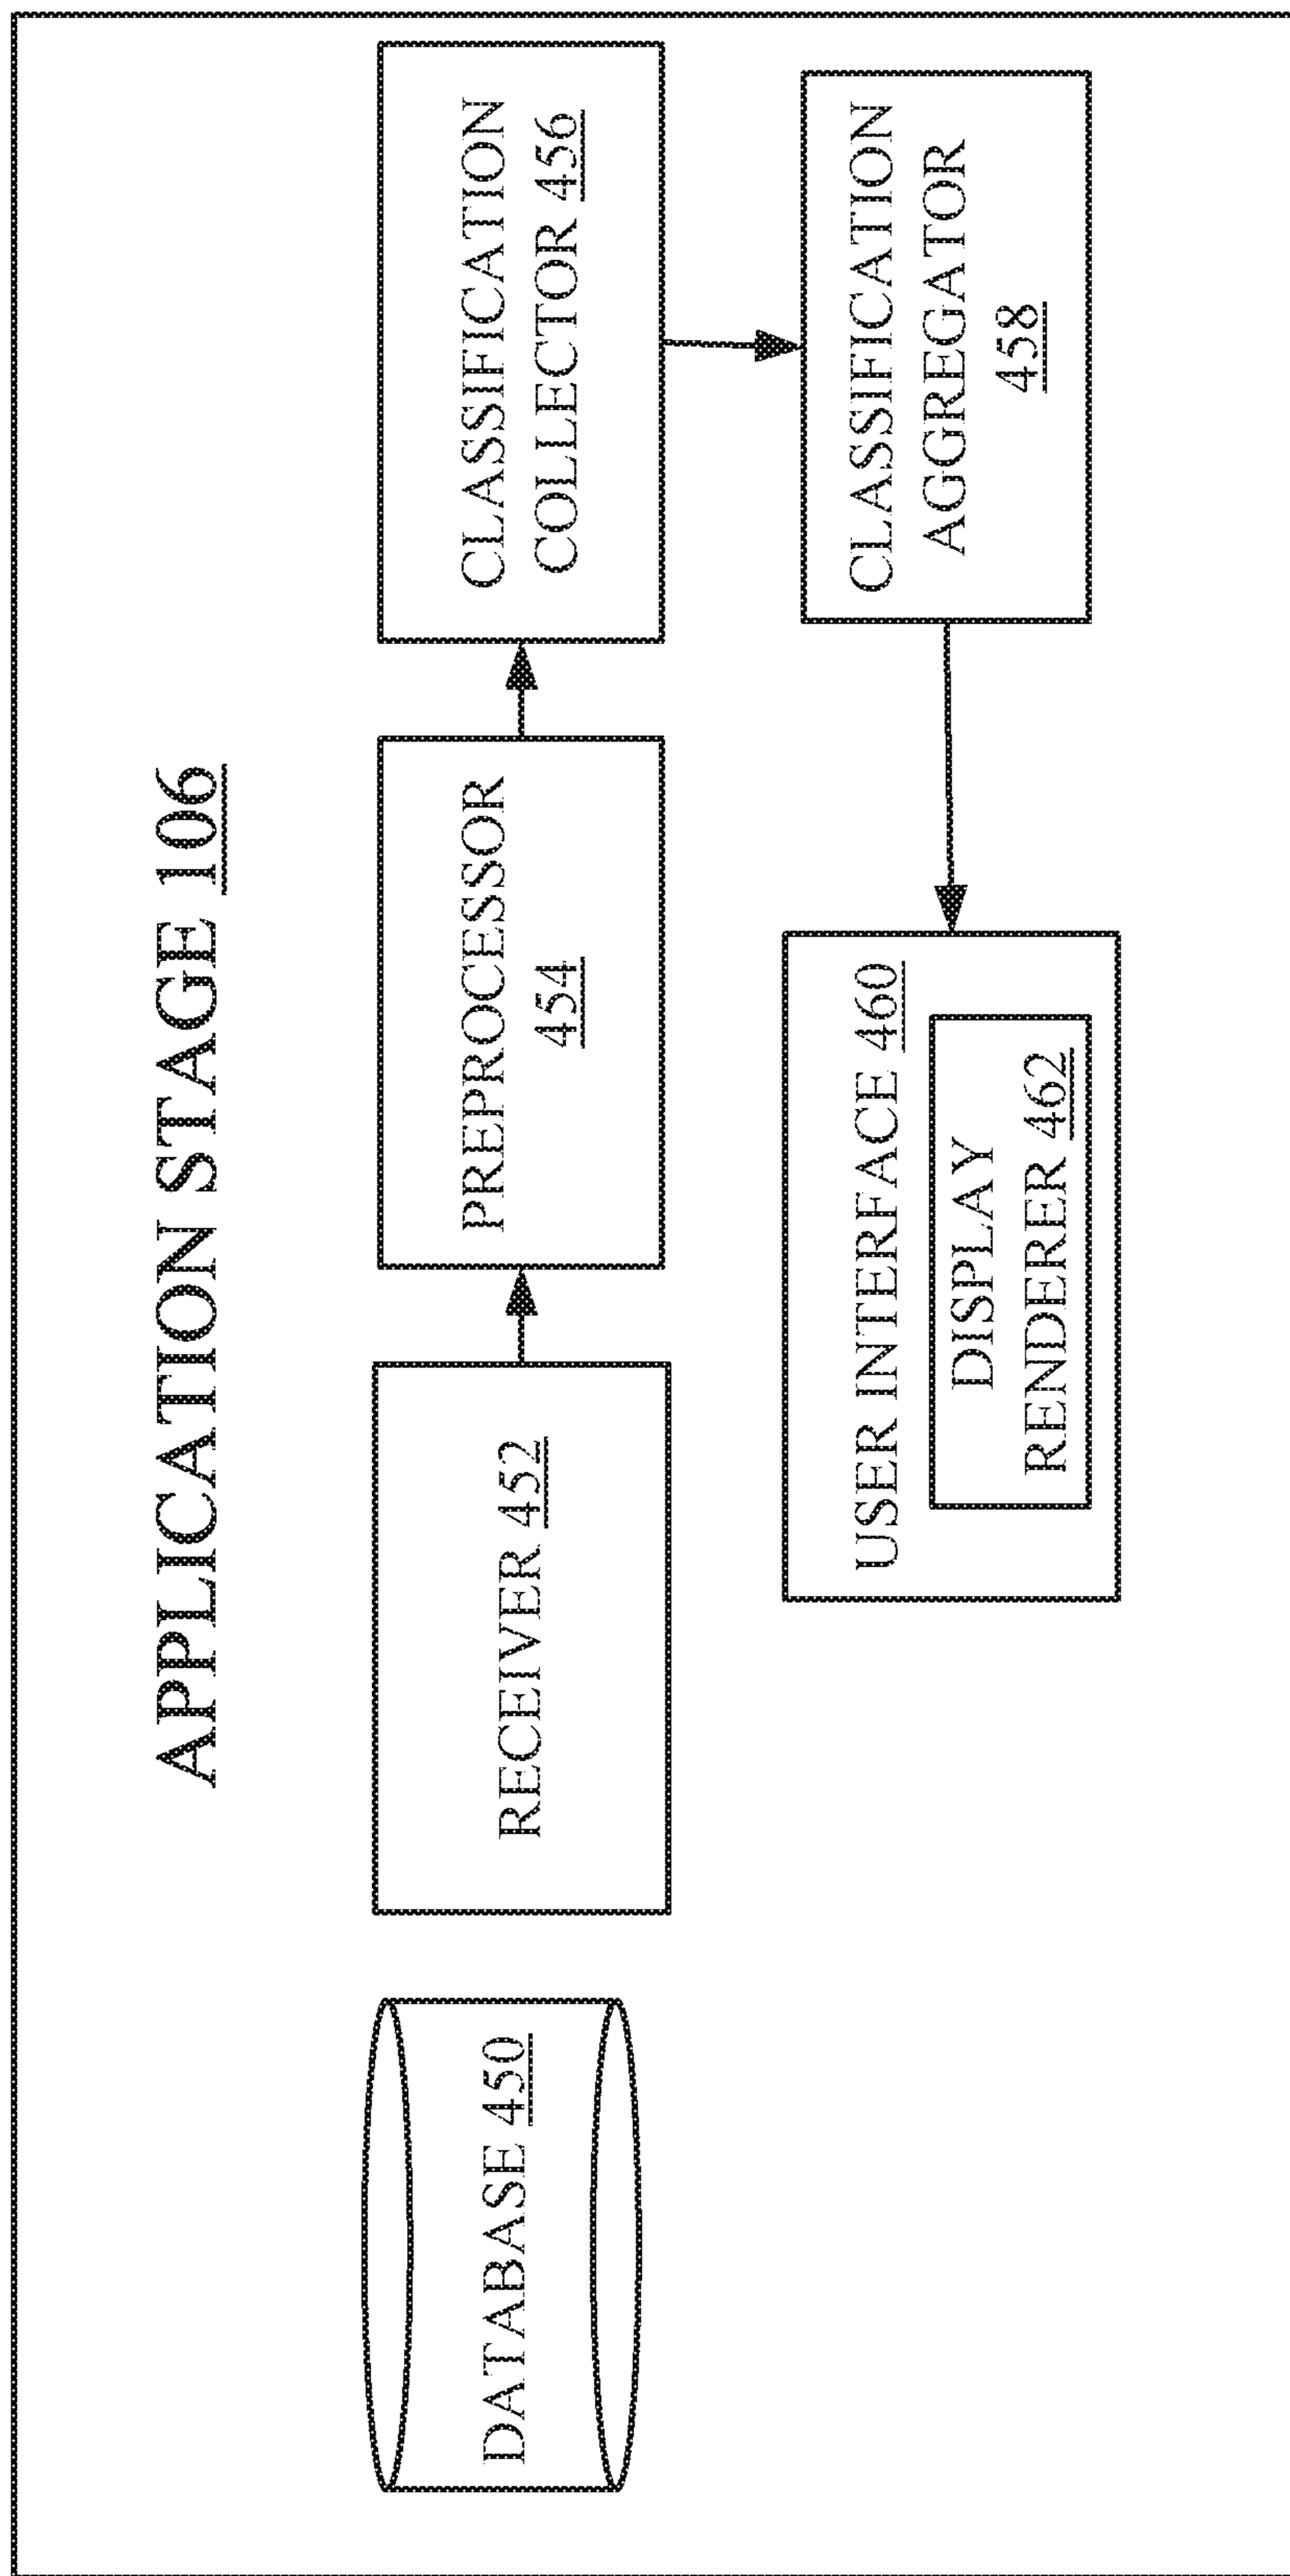 APPLICATION STAGE 106
DATABASE 450
RECEIVER 452
PREPROCESSOR
454
CLASSIFICATION
COLLECTOR 456
CLASSIFICATION
AGGREGATOR
458
USER INTERFACE 460
DISPLAY
RENDERER 462